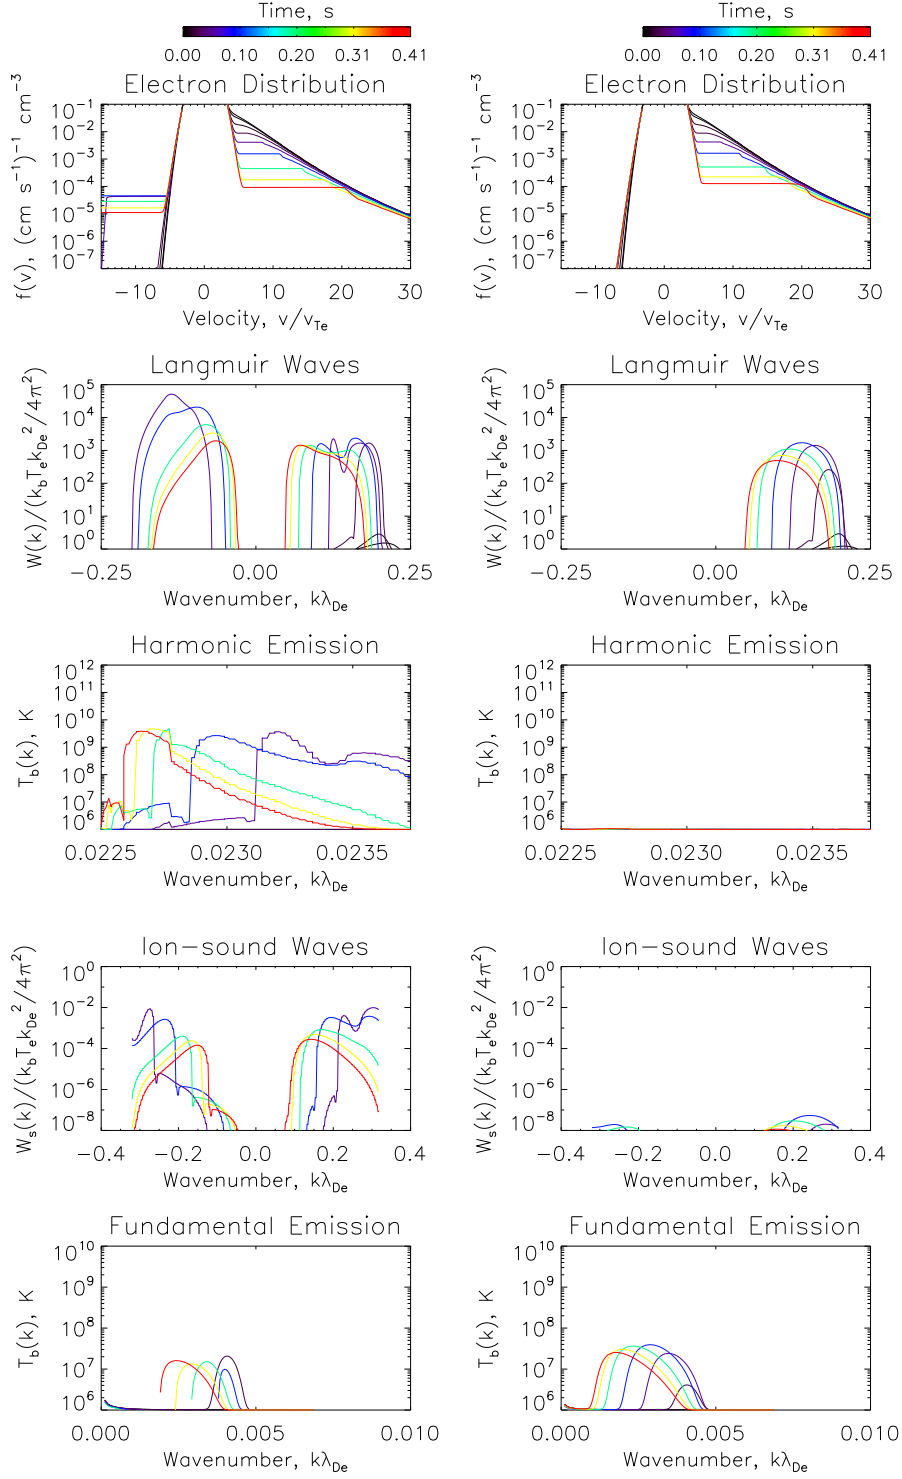 Time, s
0.00 0.10 0.20 0.31 0.41
Electron Distribution
f(v), (cm s⁻¹)⁻¹ cm⁻³
10⁻¹
10⁻²
10⁻³
10⁻⁴
10⁻⁵
10⁻⁶
10⁻⁷
−10 0 10 20 30
Velocity, v/v_Te
Langmuir Waves
W(k)/(k_bT_ek_De²/4π²)
10⁵
10⁴
10³
10²
10¹
10⁰
−0.25 0.00 0.25
Wavenumber, kλ_De
Harmonic Emission
T_b(k), K
10¹²
10¹¹
10¹⁰
10⁹
10⁸
10⁷
10⁶
0.0225 0.0230 0.0235
Wavenumber, kλ_De
Ion−sound Waves
W_s(k)/(k_bT_ek_De²/4π²)
10⁰
10⁻²
10⁻⁴
10⁻⁶
10⁻⁸
−0.4 −0.2 0.0 0.2 0.4
Wavenumber, kλ_De
Fundamental Emission
T_b(k), K
10¹⁰
10⁹
10⁸
10⁷
10⁶
0.000 0.005 0.010
Wavenumber, kλ_De
Time, s
0.00 0.10 0.20 0.31 0.41
Electron Distribution
f(v), (cm s⁻¹)⁻¹ cm⁻³
10⁻¹
10⁻²
10⁻³
10⁻⁴
10⁻⁵
10⁻⁶
10⁻⁷
−10 0 10 20 30
Velocity, v/v_Te
Langmuir Waves
W(k)/(k_bT_ek_De²/4π²)
10⁵
10⁴
10³
10²
10¹
10⁰
−0.25 0.00 0.25
Wavenumber, kλ_De
Harmonic Emission
T_b(k), K
10¹²
10¹¹
10¹⁰
10⁹
10⁸
10⁷
10⁶
0.0225 0.0230 0.0235
Wavenumber, kλ_De
Ion−sound Waves
W_s(k)/(k_bT_ek_De²/4π²)
10⁰
10⁻²
10⁻⁴
10⁻⁶
10⁻⁸
−0.4 −0.2 0.0 0.2 0.4
Wavenumber, kλ_De
Fundamental Emission
T_b(k), K
10¹⁰
10⁹
10⁸
10⁷
10⁶
0.000 0.005 0.010
Wavenumber, kλ_De